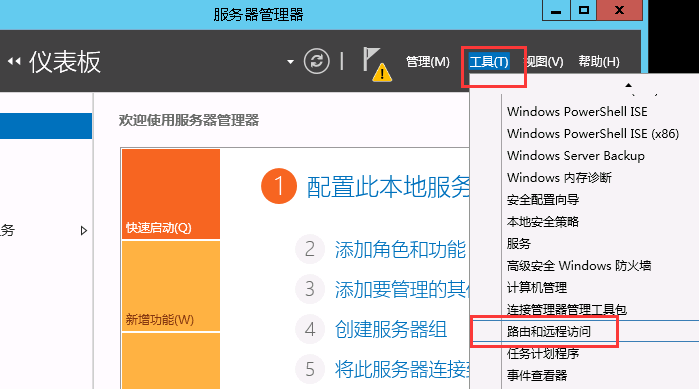 服务器管理器
仪表板
管理(M)
工具(T)
视图(V)
帮助(H)
欢迎使用服务器管理器
务
快速启动(Q)
新增功能(W)
1 配置此本地服务
2 添加角色和功能
3 添加要管理的其
4 创建服务器组
5 将此服务器连接
Windows PowerShell ISE
Windows PowerShell ISE (x86)
Windows Server Backup
Windows 内存诊断
安全配置向导
本地安全策略
服务
高级安全 Windows 防火墙
计算机管理
连接管理器管理工具包
路由和远程访问
任务计划程序
事件查看器